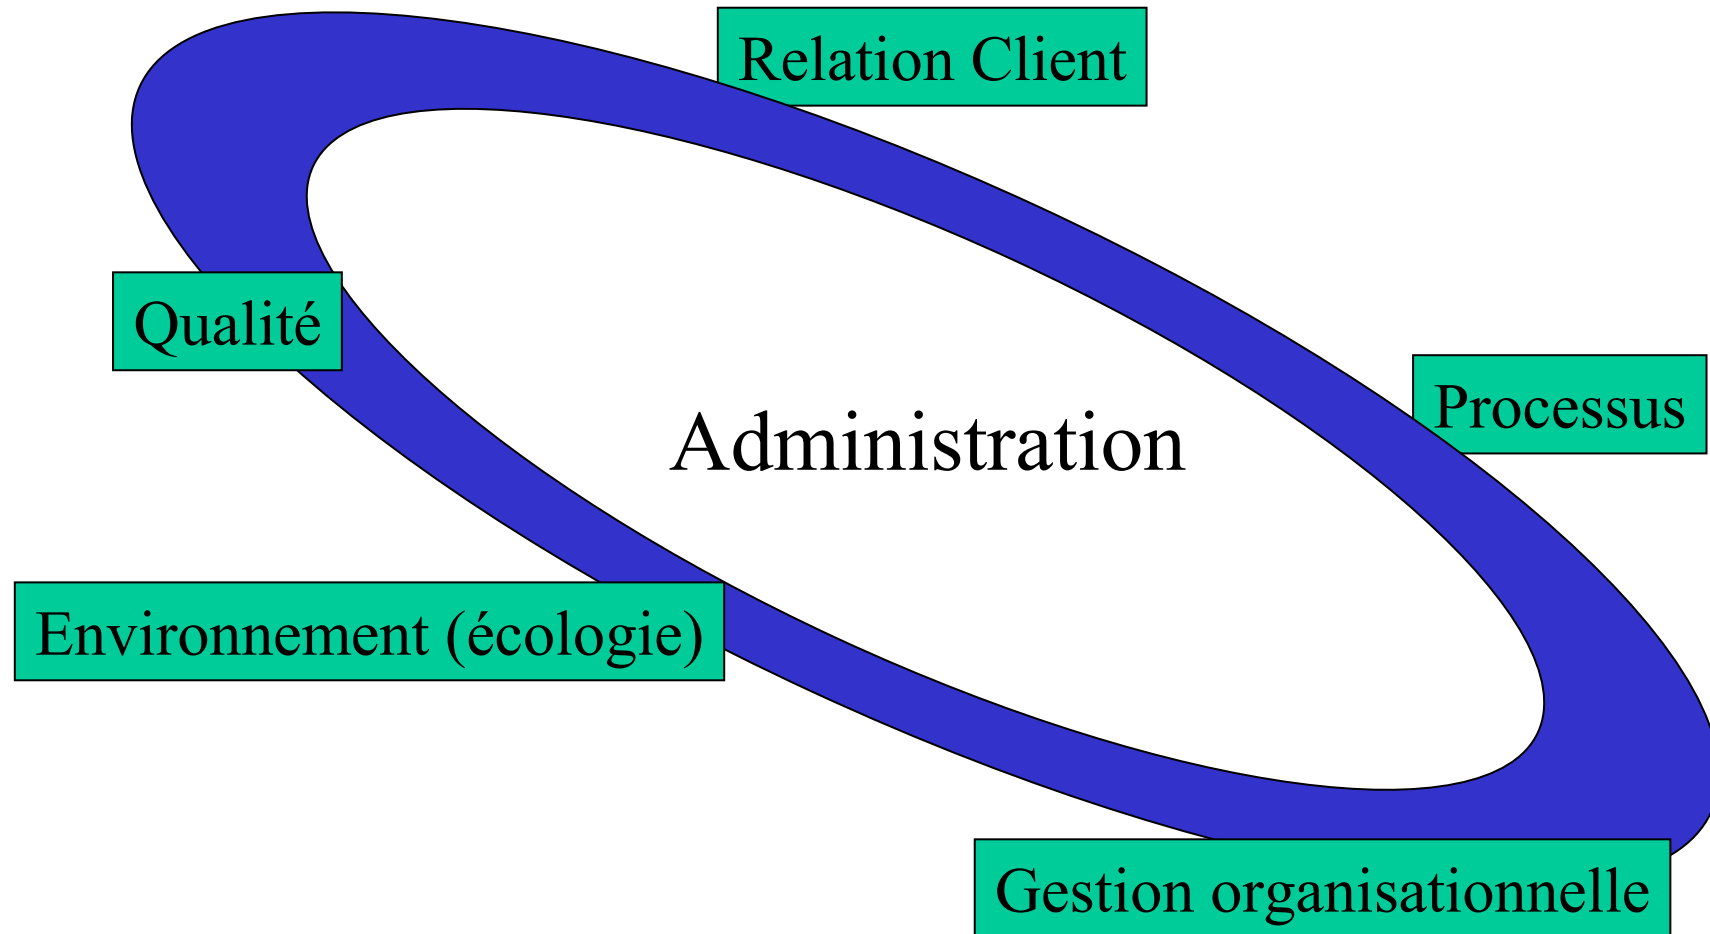 Relation Client
Qualité
Processus
Administration
Environnement (écologie)
Gestion organisationnelle